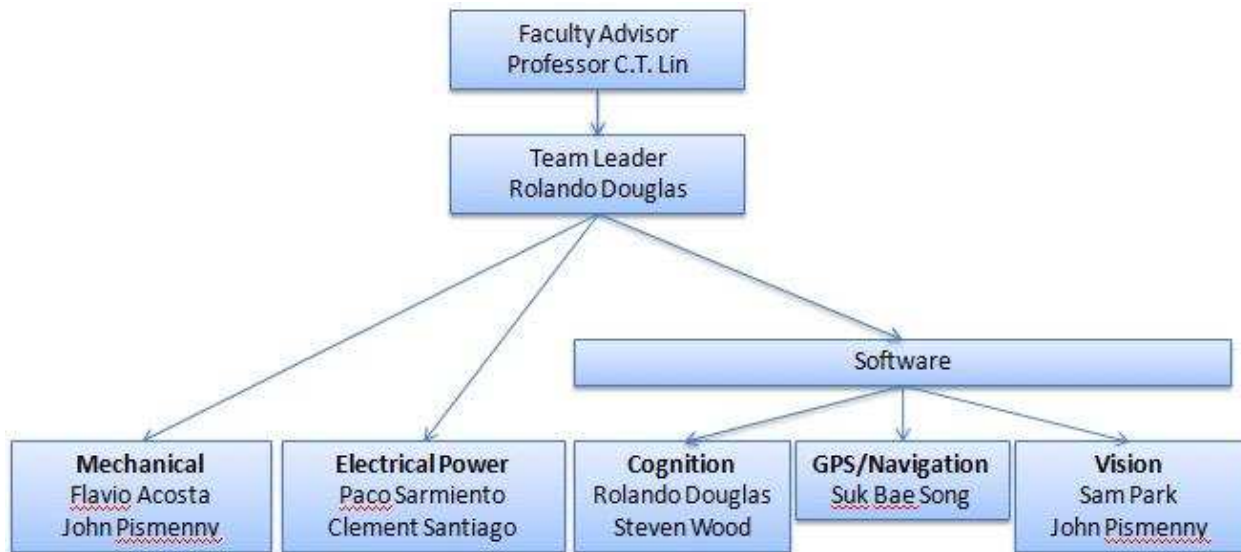 Faculty Advisor
Professor C.T. Lin
Team Leader
Rolando Douglas
Software
Mechanical
Flavio Acosta
John Pismenny
Electrical Power
Paco Sarmiento
Clement Santiago
Cognition
Rolando Douglas
Steven Wood
GPS/Navigation
Suk Bae Song
Vision
Sam Park
John Pismenny